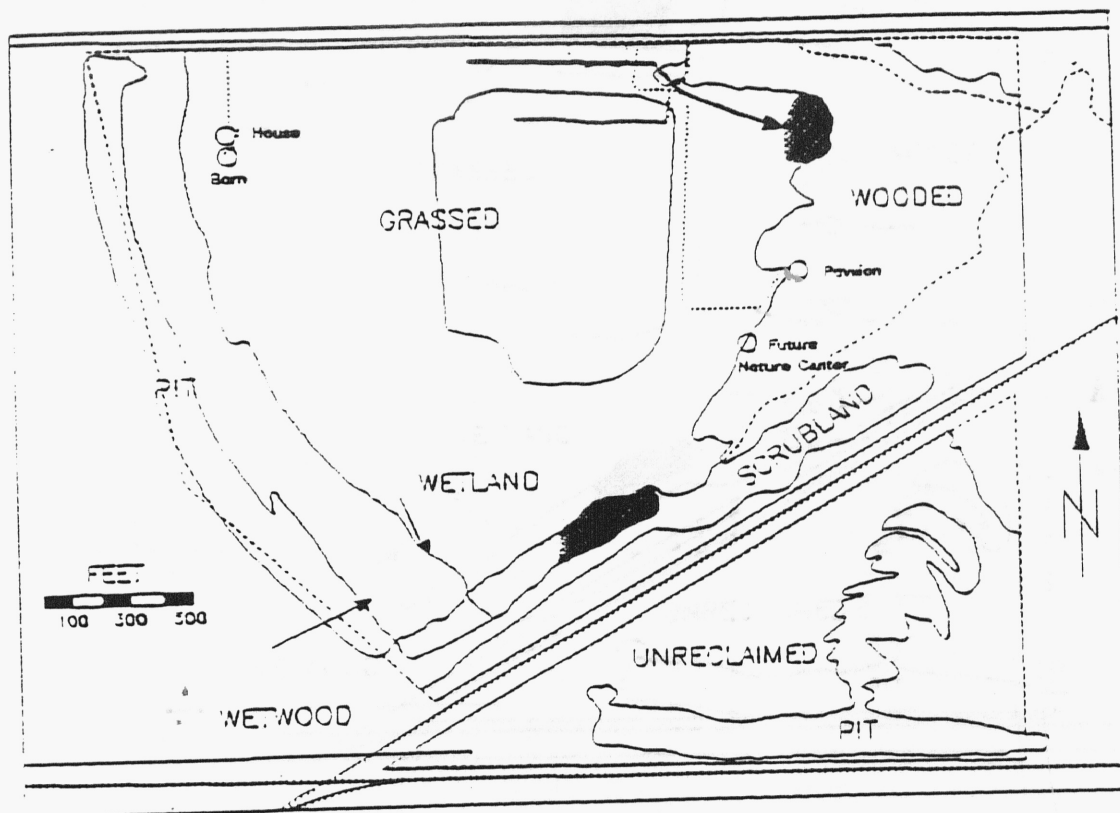 House
Barn
GRASSED
WOODED
Pavilion
Future
Nature Center
PIT
SCRUBLAND
WETLAND
N
FEET
100 300 500
UNRECLAIMED
WETWOOD
PIT